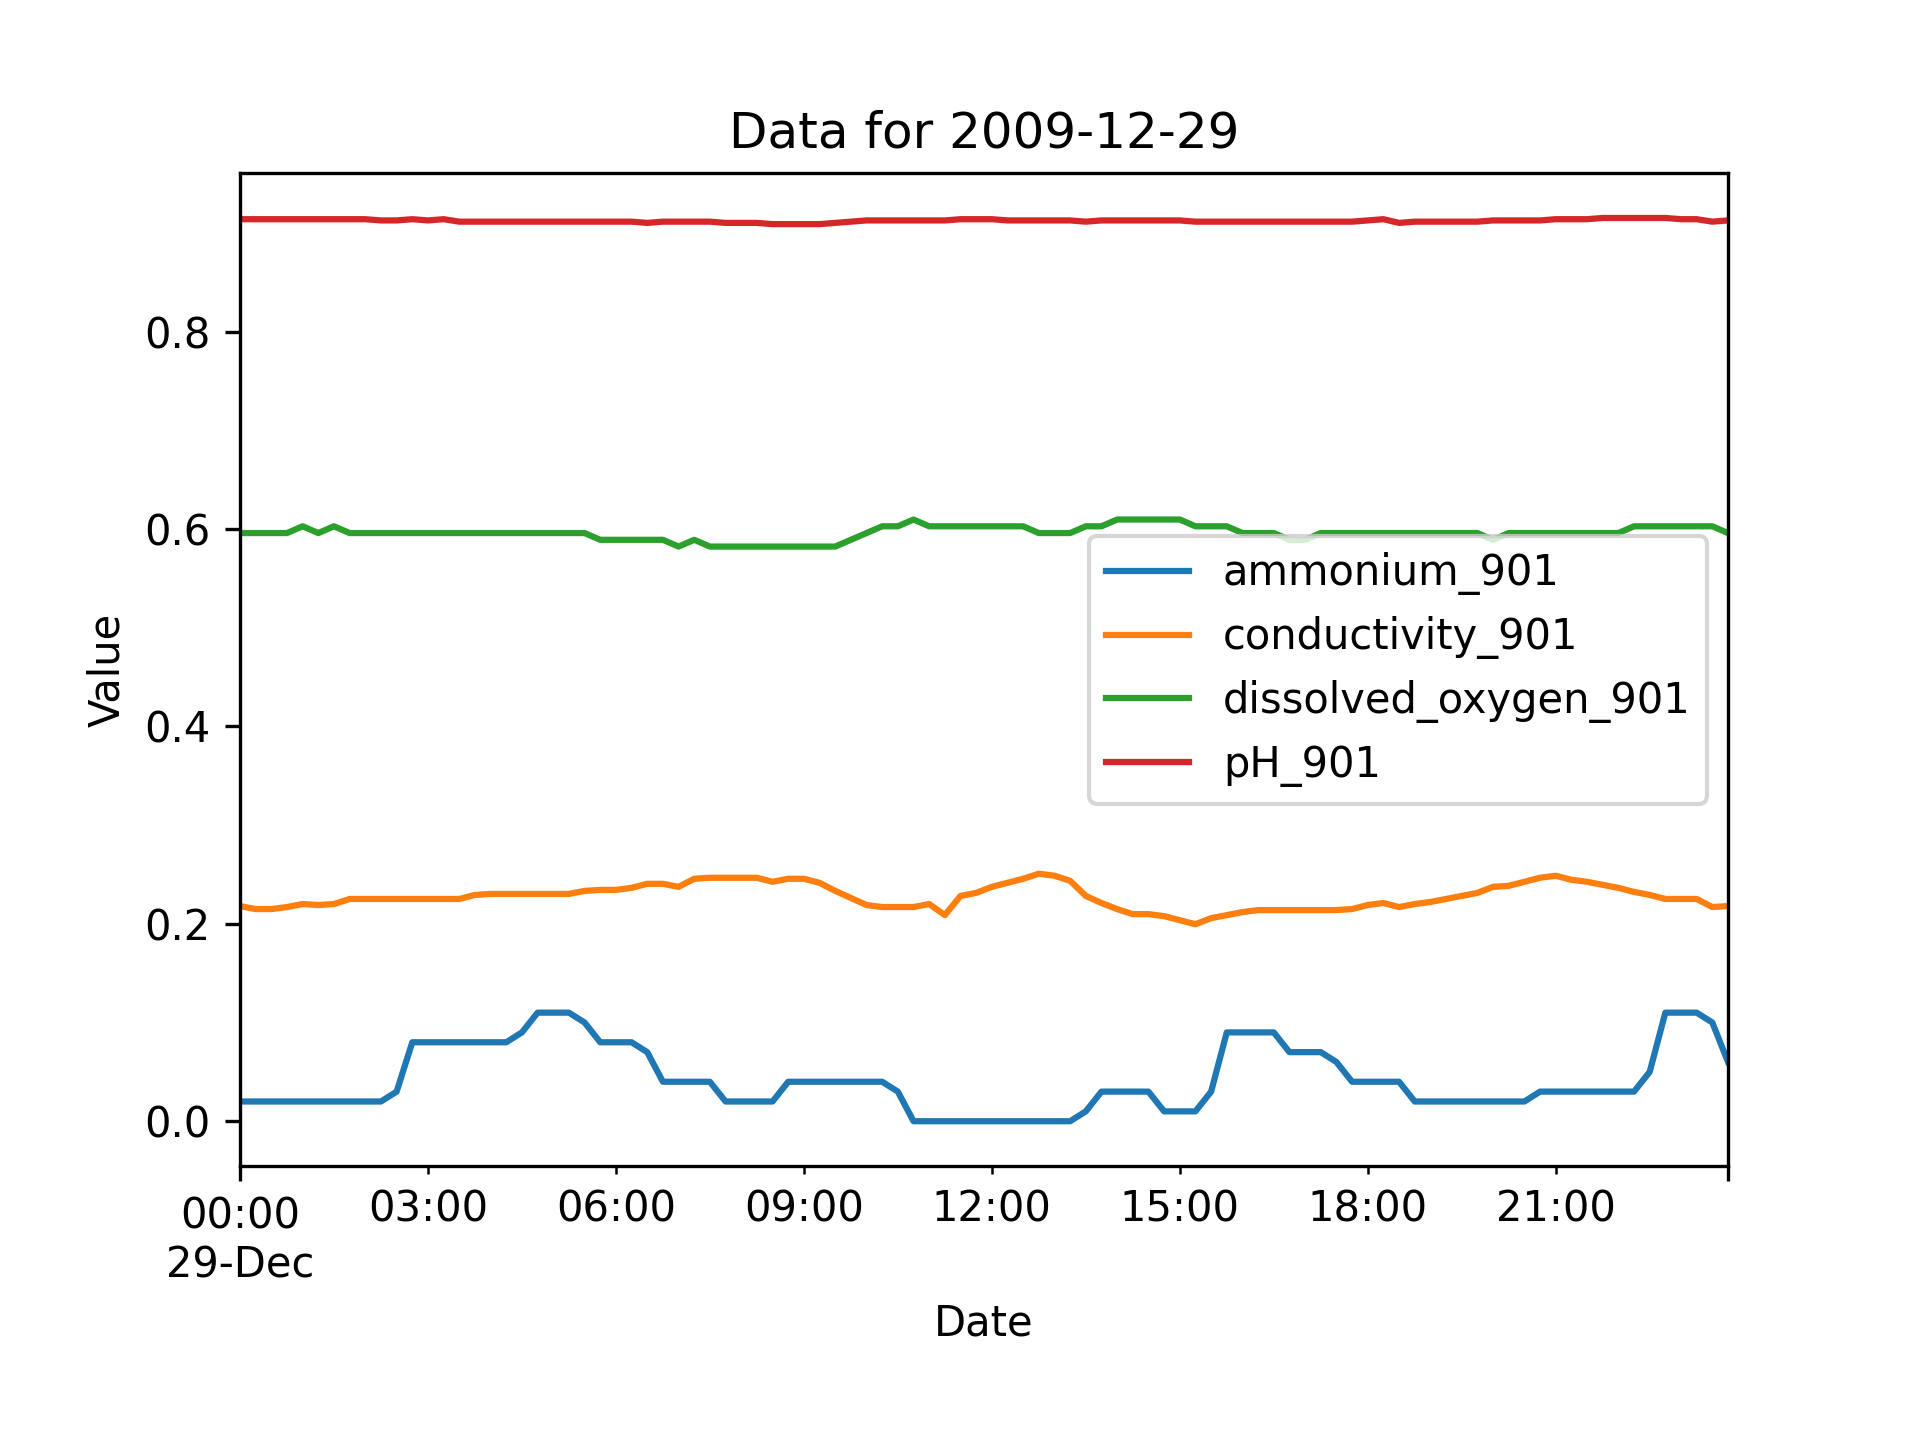 Data for 2009-12-29
Value
0.8
0.6
0.4
0.2
0.0
ammonium_901
conductivity_901
dissolved_oxygen_901
pH_901
00:00 03:00 06:00 09:00 12:00 15:00 18:00 21:00
29-Dec
Date